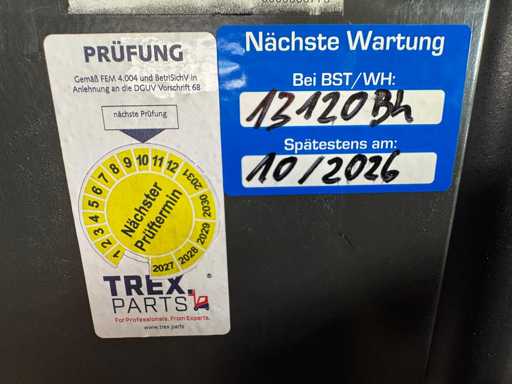 PRÜFUNG
Gemäß FEM 4.004 und BetrSichV in
Anlehnung an die DGUV Vorschrift 68
nächste Prüfung
1 2 3 4 5 6 7 8 9 10 11 12
2031 2030 2029 2028 2027
Nächster
Prüftermin
TREX.
PARTS
®
For Professionals. From Experts.
www.trex.parts
Nächste Wartung
Bei BST/WH:
13120Bh
Spätestens am:
10/2026